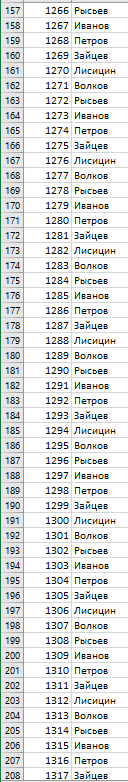 157 1266 Рысьев
158 1267 Иванов
159 1268 Петров
160 1269 Зайцев
161 1270 Лисицин
162 1271 Волков
163 1272 Рысьев
164 1273 Иванов
165 1274 Петров
166 1275 Зайцев
167 1276 Лисицин
168 1277 Волков
169 1278 Рысьев
170 1279 Иванов
171 1280 Петров
172 1281 Зайцев
173 1282 Лисицин
174 1283 Волков
175 1284 Рысьев
176 1285 Иванов
177 1286 Петров
178 1287 Зайцев
179 1288 Лисицин
180 1289 Волков
181 1290 Рысьев
182 1291 Иванов
183 1292 Петров
184 1293 Зайцев
185 1294 Лисицин
186 1295 Волков
187 1296 Рысьев
188 1297 Иванов
189 1298 Петров
190 1299 Зайцев
191 1300 Лисицин
192 1301 Волков
193 1302 Рысьев
194 1303 Иванов
195 1304 Петров
196 1305 Зайцев
197 1306 Лисицин
198 1307 Волков
199 1308 Рысьев
200 1309 Иванов
201 1310 Петров
202 1311 Зайцев
203 1312 Лисицин
204 1313 Волков
205 1314 Рысьев
206 1315 Иванов
207 1316 Петров
208 1317 Зайцев